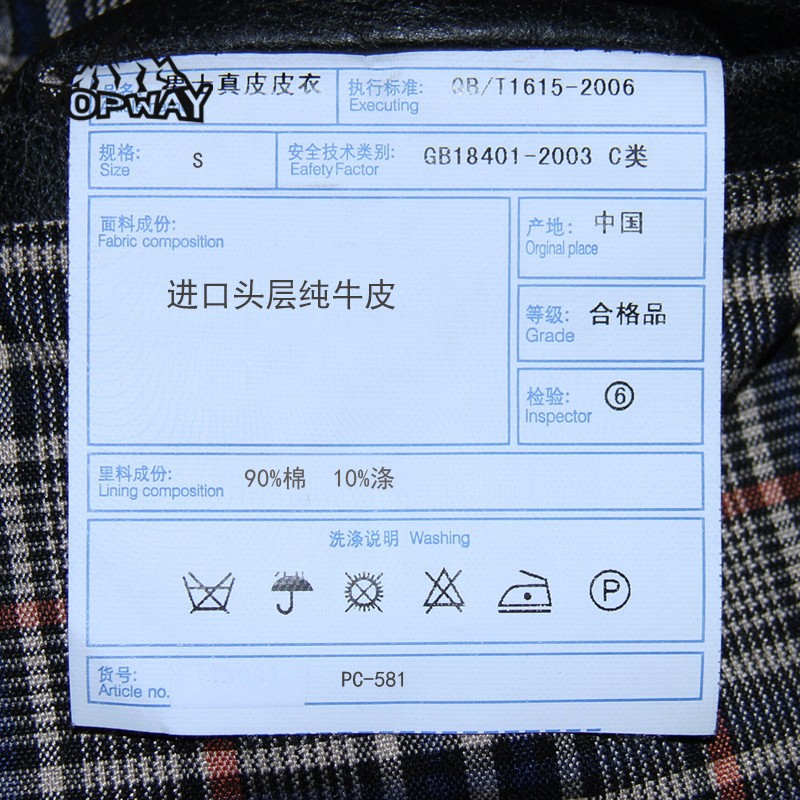 OPWAY
真皮皮衣
执行标准: QB/T1615-2006
Executing
规格: S
Size
安全技术类别: GB18401-2003 C类
Eafety Factor
面料成份:
Fabric composition
进口头层纯牛皮
产地: 中国
Orginal place
等级: 合格品
Grade
检验: ⑥
Inspector
里料成份: 90%棉 10%涤
Lining composition
洗涤说明 Washing
P
货号: PC-581
Article no.